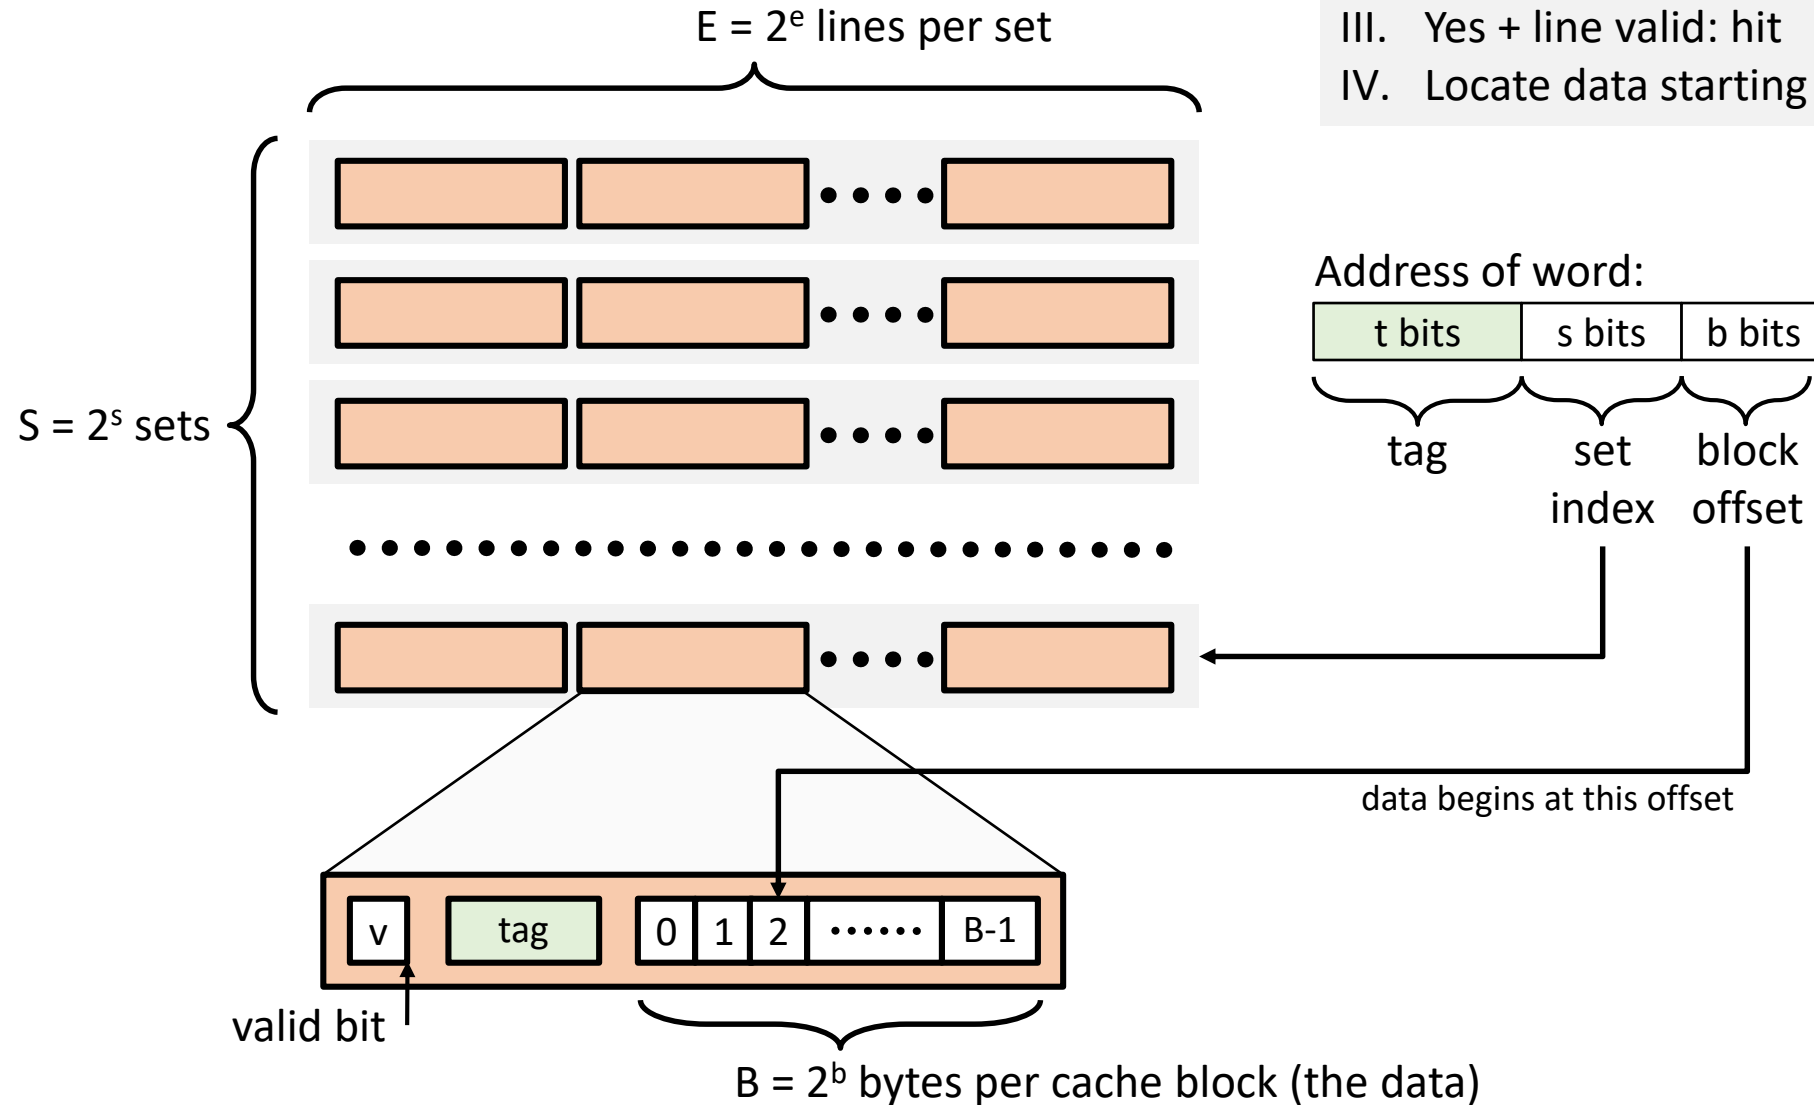 E = 2ᵉ lines per set
III. Yes + line valid: hit
IV. Locate data starting
S = 2ˢ sets
Address of word:
t bits s bits b bits
tag set block
index offset
data begins at this offset
v tag 0 1 2 ...... B-1
valid bit
B = 2ᵇ bytes per cache block (the data)